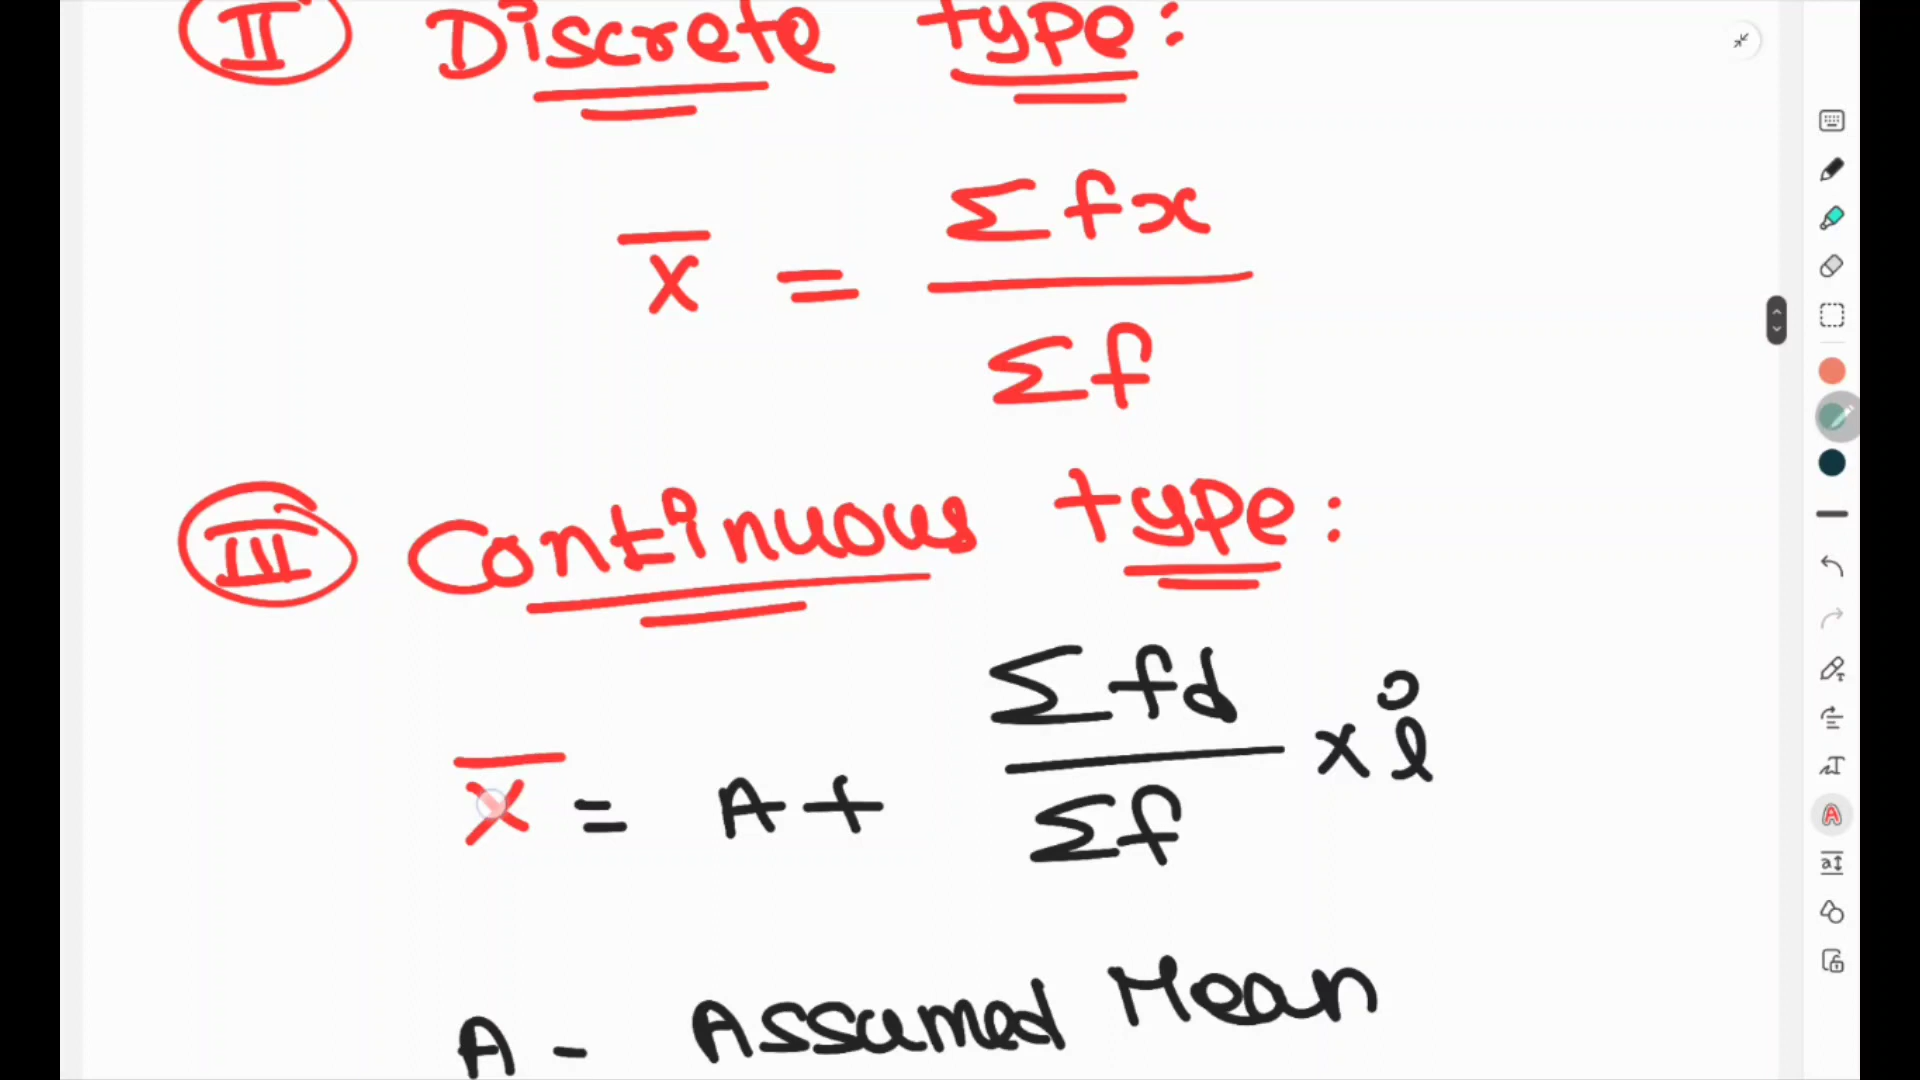 II Discrete type:
x̄ = Σfx / Σf
III Continuous type:
x̄ = A + Σfd / Σf × i
A - Assumed Mean